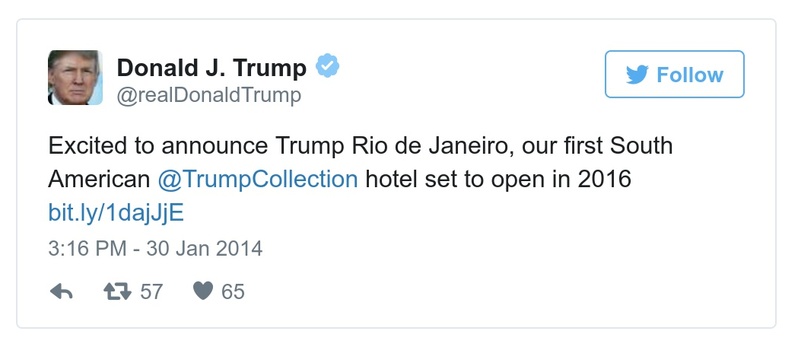 Donald J. Trump
@realDonaldTrump
Follow
Excited to announce Trump Rio de Janeiro, our first South
American @TrumpCollection hotel set to open in 2016
bit.ly/1dajJjE
3:16 PM - 30 Jan 2014
57 65